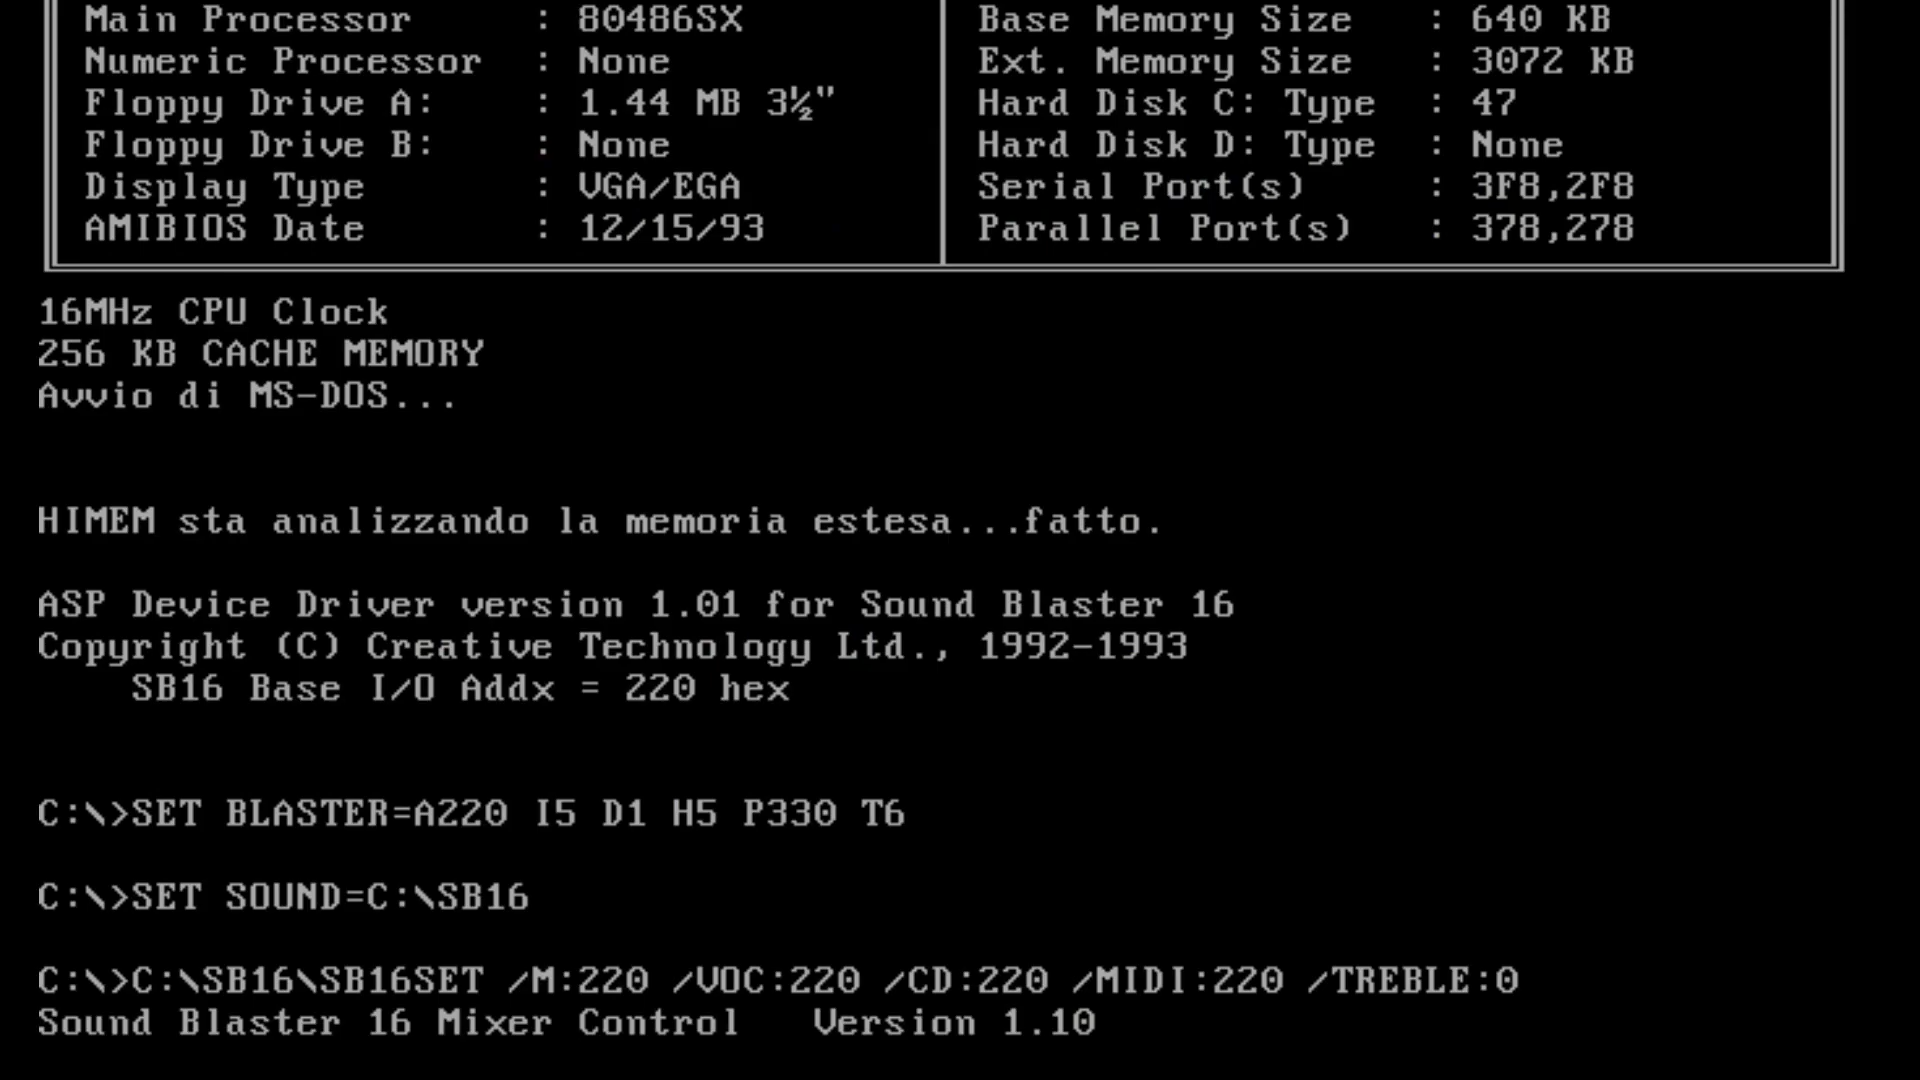 Main Processor : 80486SX Base Memory Size : 640 KB
Numeric Processor : None Ext. Memory Size : 3072 KB
Floppy Drive A: : 1.44 MB 3½" Hard Disk C: Type : 47
Floppy Drive B: : None Hard Disk D: Type : None
Display Type : VGA/EGA Serial Port(s) : 3F8,2F8
AMIBIOS Date : 12/15/93 Parallel Port(s) : 378,278
16MHz CPU Clock
256 KB CACHE MEMORY
Avvio di MS-DOS...
HIMEM sta analizzando la memoria estesa...fatto.
ASP Device Driver version 1.01 for Sound Blaster 16
Copyright (C) Creative Technology Ltd., 1992-1993
SB16 Base I/O Addx = 220 hex
C:\>SET BLASTER=A220 I5 D1 H5 P330 T6
C:\>SET SOUND=C:\SB16
C:\>C:\SB16\SB16SET /M:220 /VOC:220 /CD:220 /MIDI:220 /TREBLE:0
Sound Blaster 16 Mixer Control Version 1.10